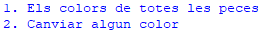 1. Els colors de totes les peces
2. Canviar algun color